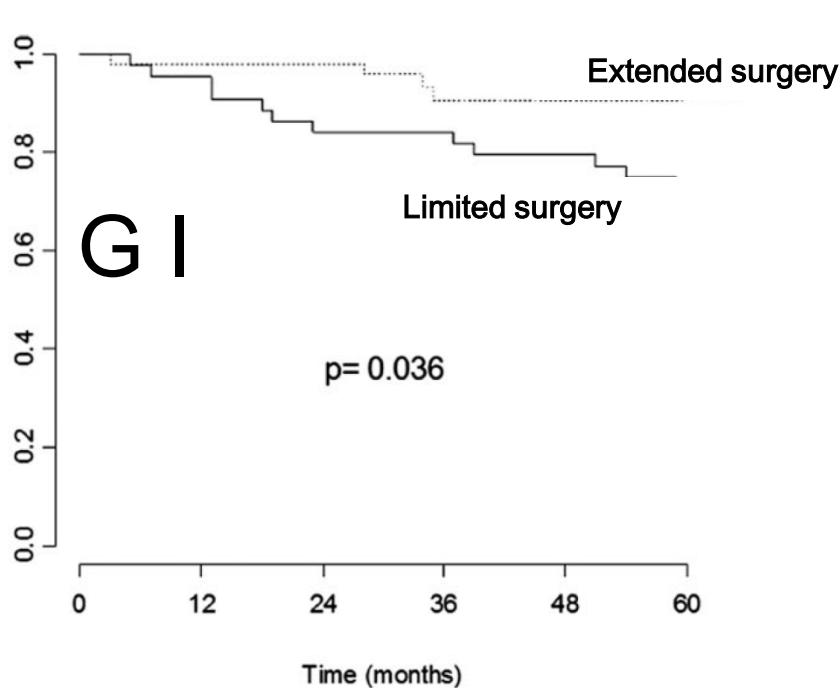 1.0
Extended surgery
0.8
Limited surgery
G I
0.6
0.4
p= 0.036
0.2
0.0
0 12 24 36 48 60
Time (months)